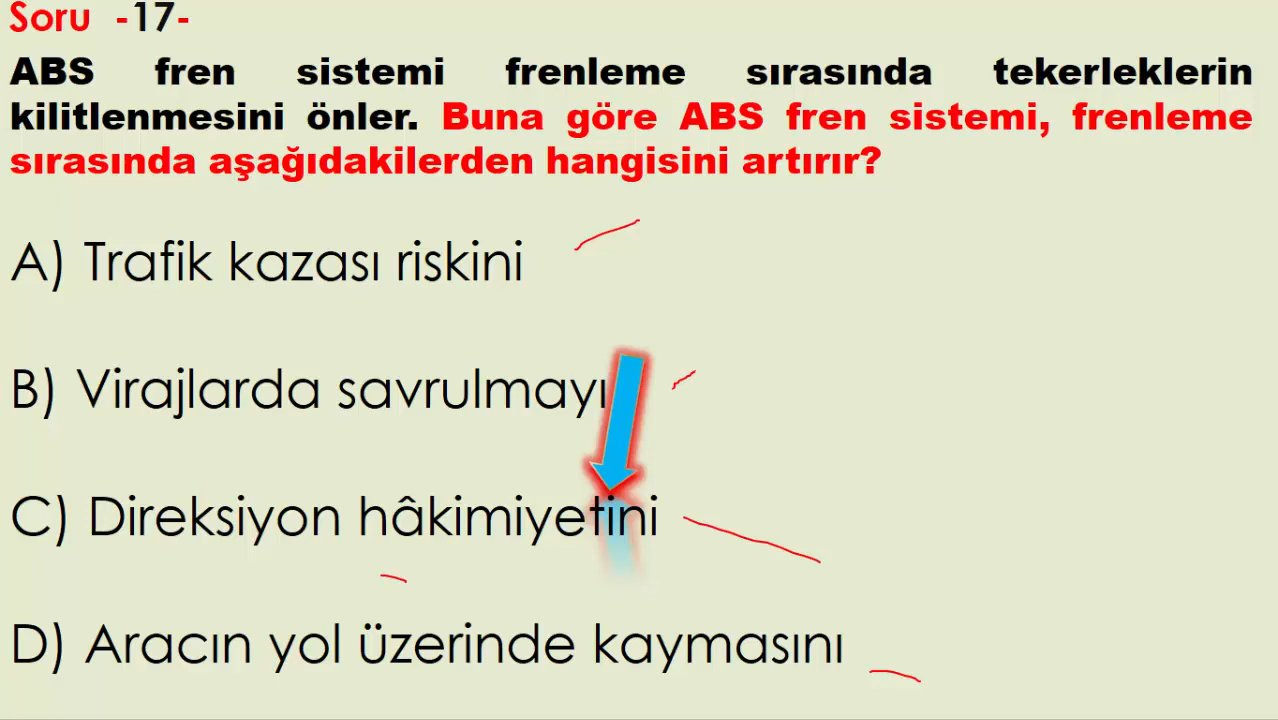 Soru -17-
ABS fren sistemi frenleme sırasında tekerleklerin
kilitlenmesini önler. Buna göre ABS fren sistemi, frenleme
sırasında aşağıdakilerden hangisini artırır?
A) Trafik kazası riskini
B) Virajlarda savrulmayı
C) Direksiyon hâkimiyetini
D) Aracın yol üzerinde kaymasını